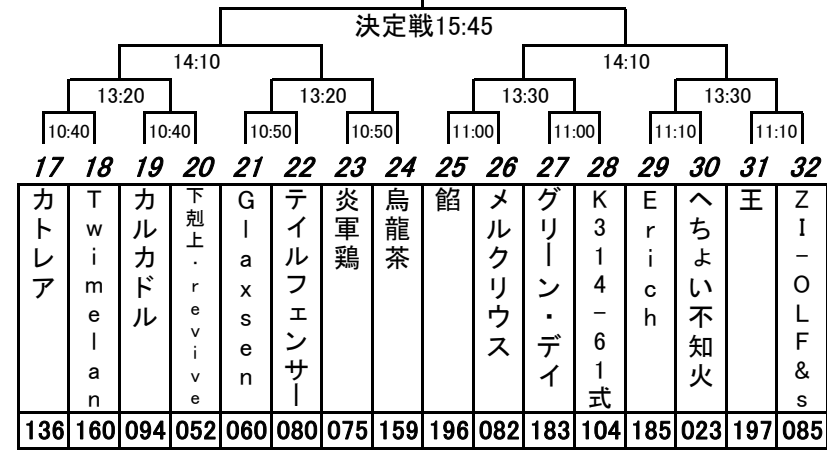 決定戦15:45
14:10 14:10
13:20 13:20 13:30 13:30
10:40 10:40 10:50 10:50 11:00 11:00 11:10 11:10
17 18 19 20 21 22 23 24 25 26 27 28 29 30 31 32
カトレア
Twimelan
カルカドル
下剋上・revive
Glaxsen
テイルフェンサー
炎軍鶏
烏龍茶
餡
メルクリウス
グリーン・デイ
K314-61式
Erich
へちょい不知火
王
ZI-OLF&s
136 160 094 052 060 080 075 159 196 082 183 104 185 023 197 085